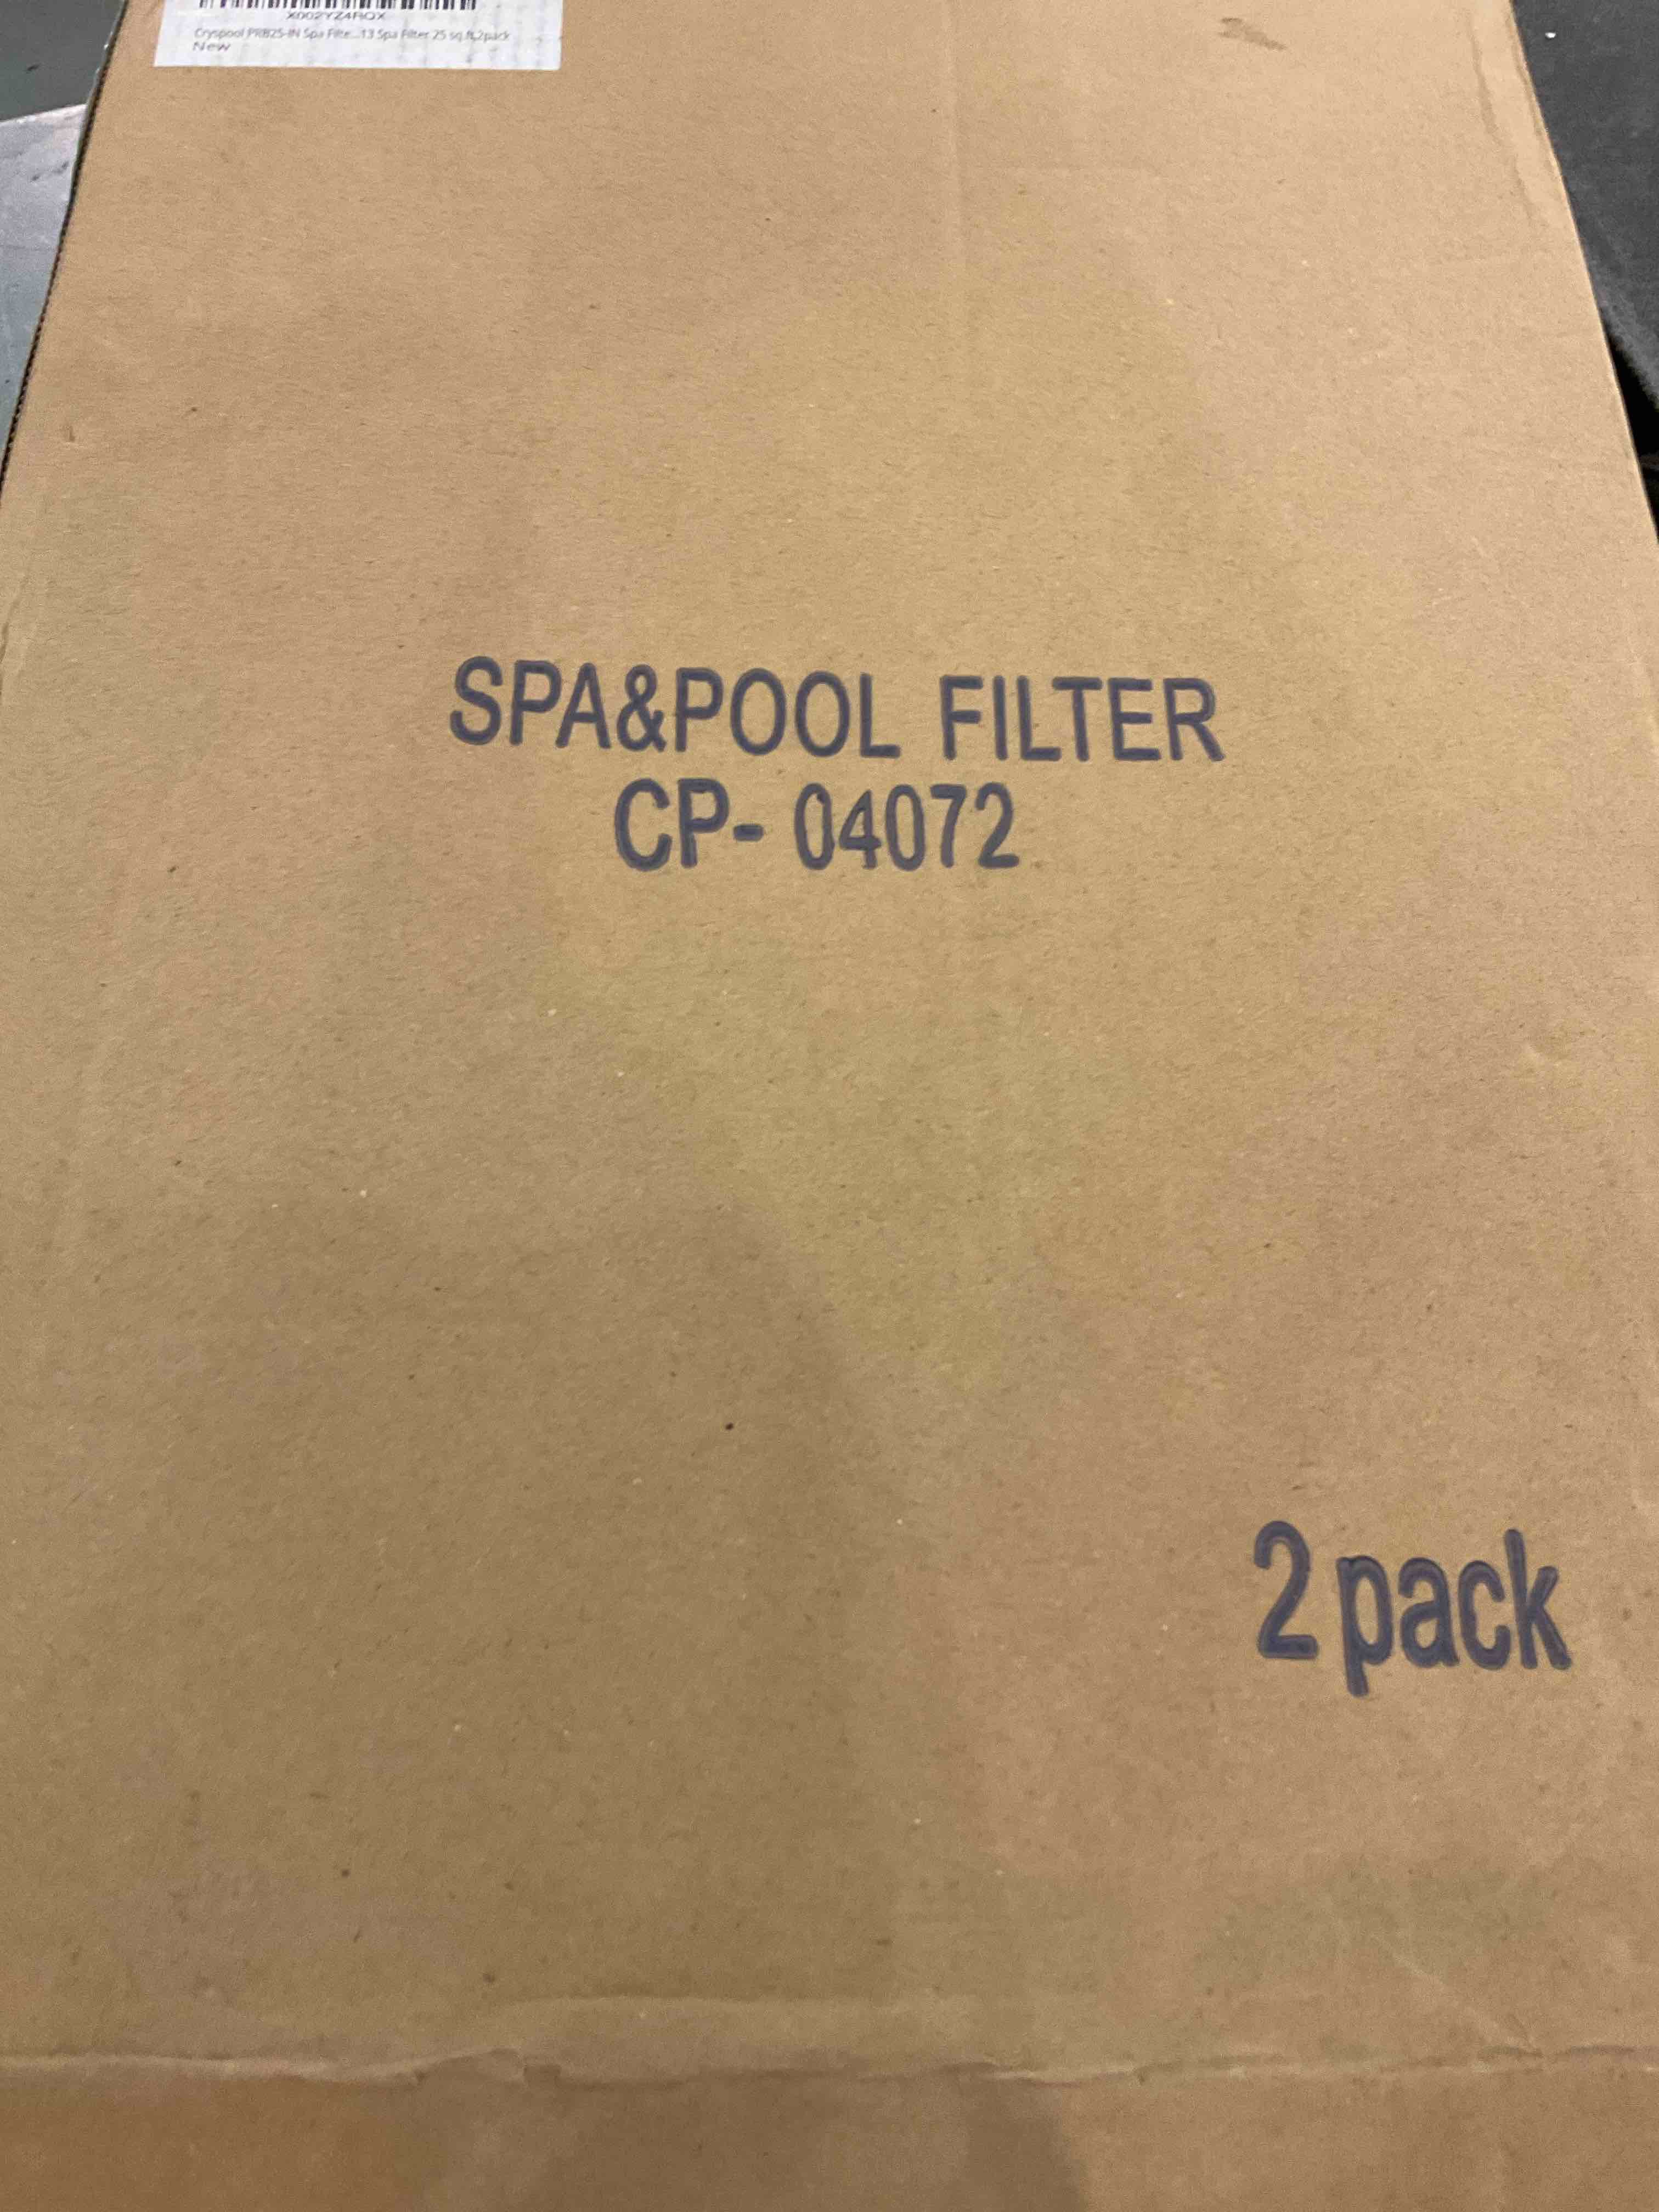 X002YZ4RQX
Cryspool PRB25-IN Spa Filte...13 Spa Filter 25 sq.ft,2pack
New
SPA&POOL FILTER
CP- 04072
2 pack